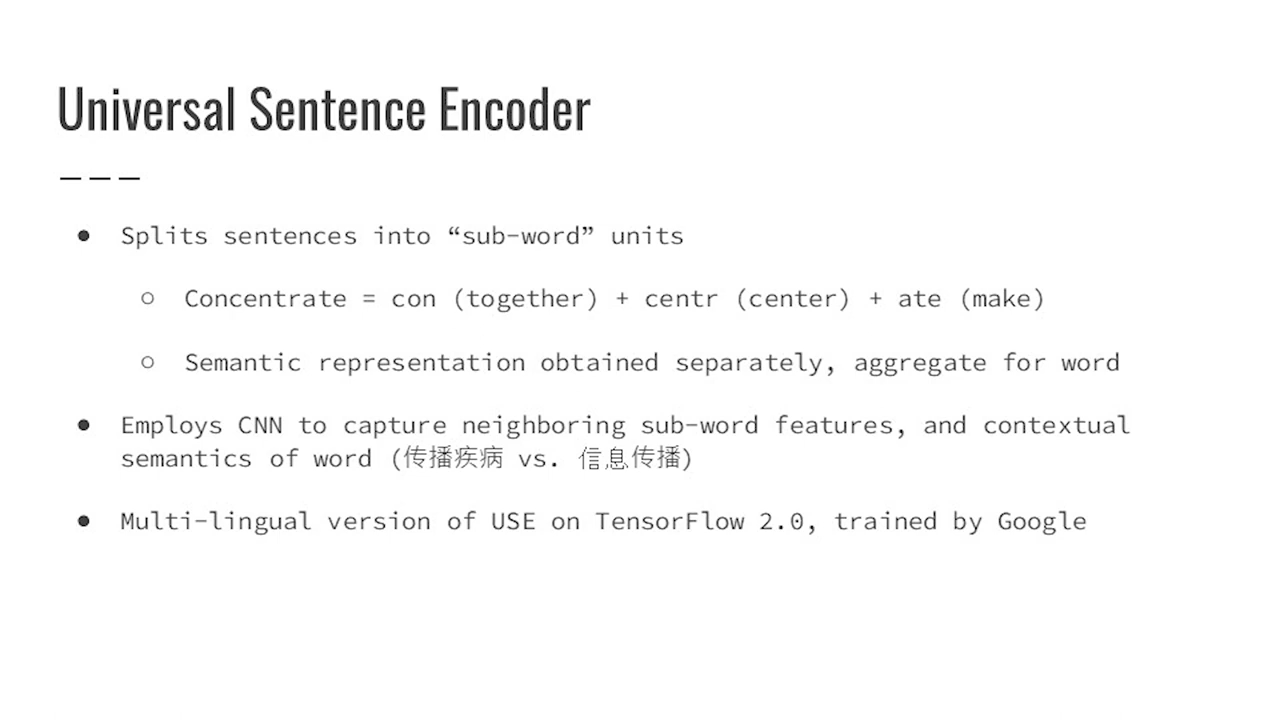 Universal Sentence Encoder
● Splits sentences into “sub-word” units
○ Concentrate = con (together) + centr (center) + ate (make)
○ Semantic representation obtained separately, aggregate for word
● Employs CNN to capture neighboring sub-word features, and contextual
semantics of word (传播疾病 vs. 信息传播)
● Multi-lingual version of USE on TensorFlow 2.0, trained by Google